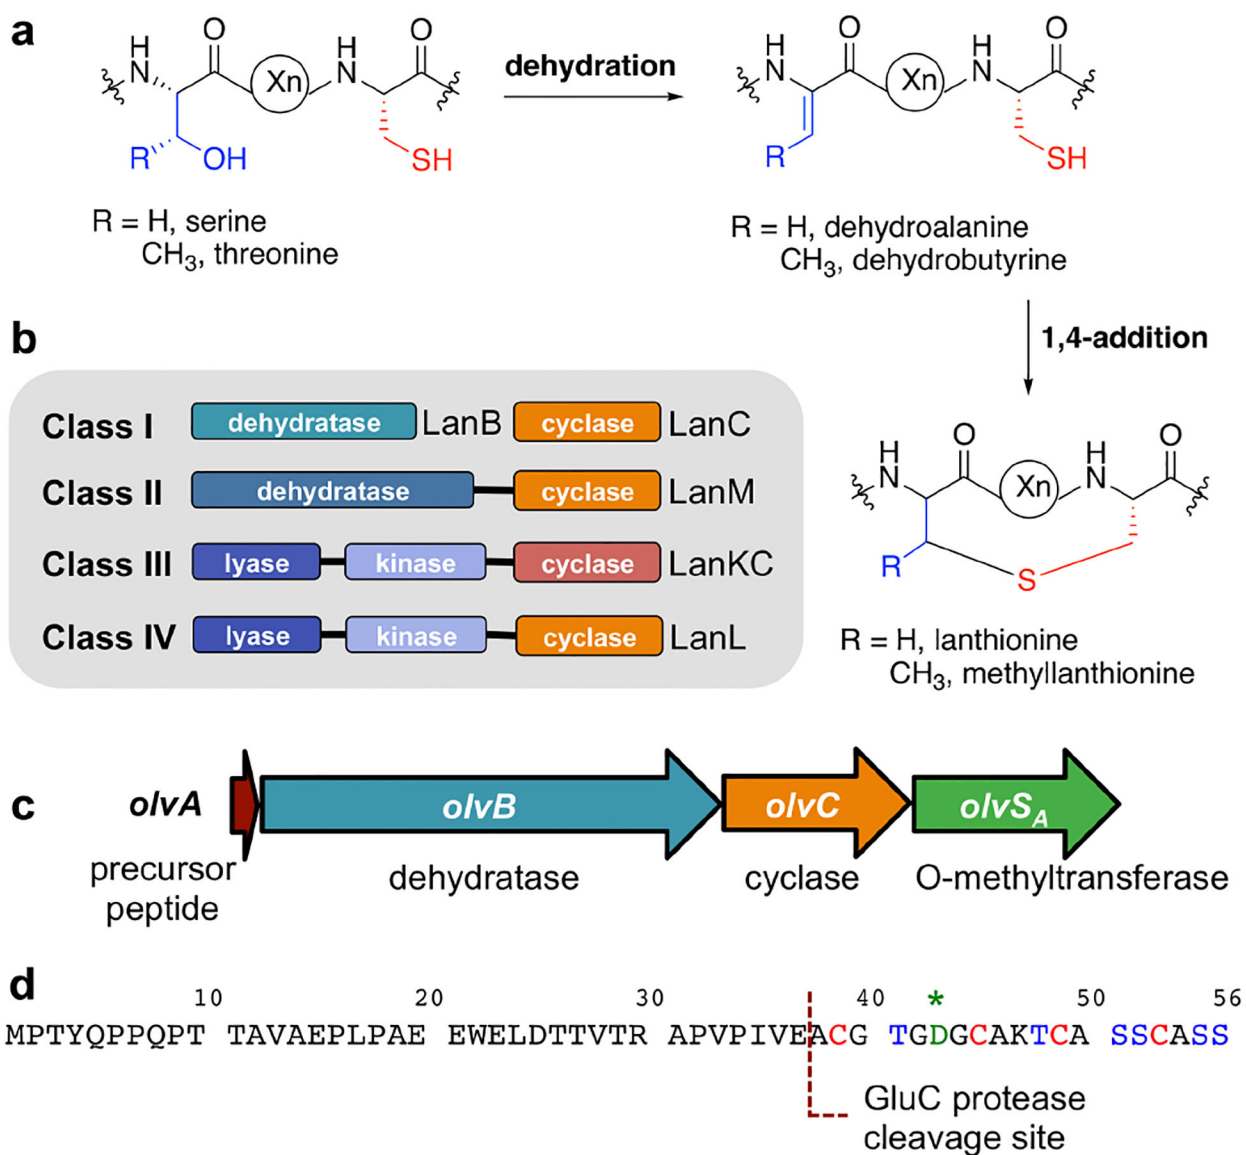 a
H
N
O
Xn
H
N
O
R
OH
SH
R = H, serine
CH₃, threonine
dehydration
H
N
O
Xn
H
N
O
R
SH
R = H, dehydroalanine
CH₃, dehydrobutyrine
1,4-addition
H
N
O
Xn
H
N
O
R
S
R = H, lanthionine
CH₃, methyllanthionine
b
Class I dehydratase LanB cyclase LanC
Class II dehydratase cyclase LanM
Class III lyase kinase cyclase LanKC
Class IV lyase kinase cyclase LanL
c
olvA olvB olvC olvS_A
precursor
peptide
dehydratase
cyclase
O-methyltransferase
d
10 20 30 40 * 50 56
MPTYQPPQPT TAVAEPLPAE EWELDTTVTR APVPIVEACG TGDGCAKTCA SSCASS
GluC protease
cleavage site